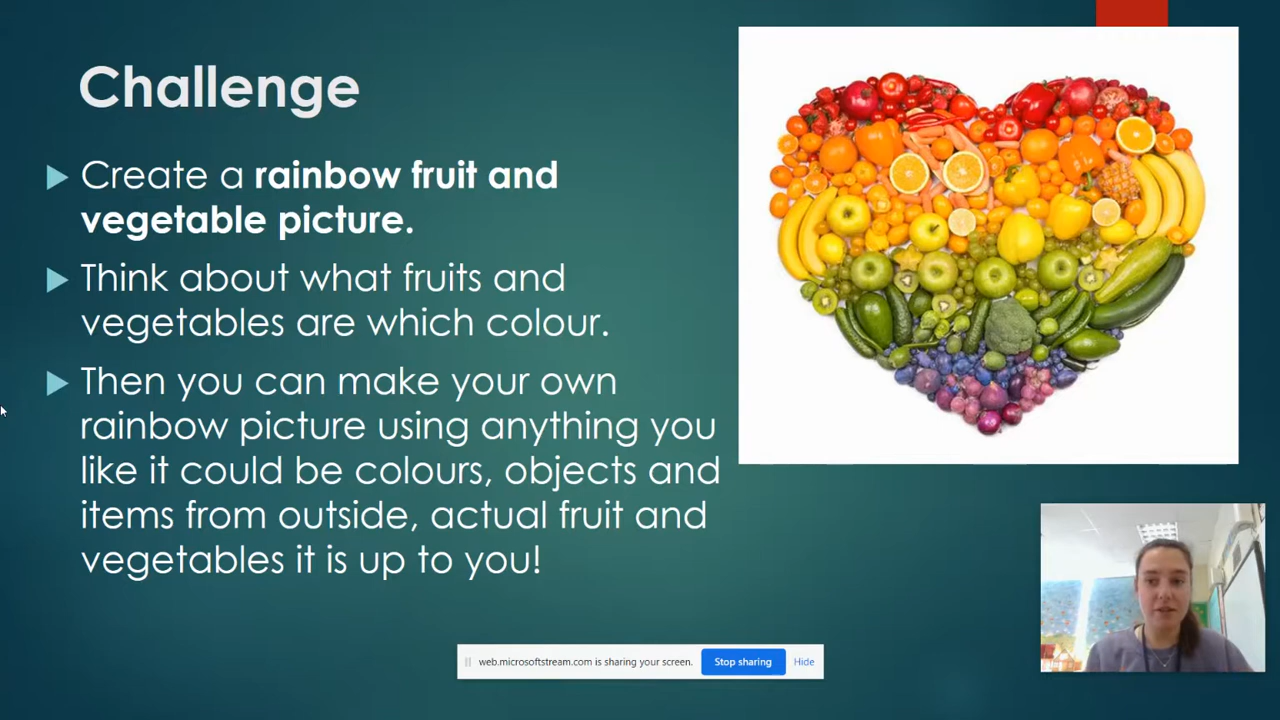 Challenge
Create a rainbow fruit and
vegetable picture.
Think about what fruits and
vegetables are which colour.
Then you can make your own
rainbow picture using anything you
like it could be colours, objects and
items from outside, actual fruit and
vegetables it is up to you!
web.microsoftstream.com is sharing your screen. Stop sharing Hide